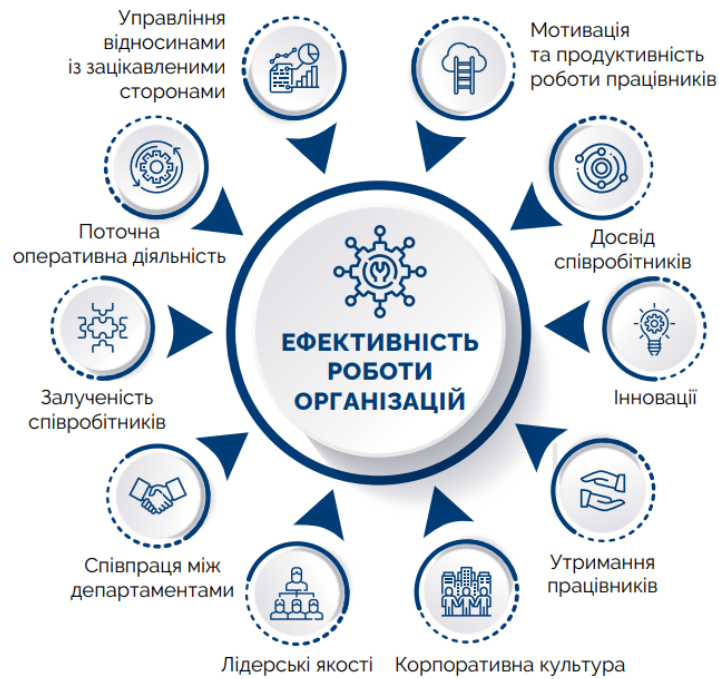 Управління
відносинами
із зацікавленими
сторонами
Мотивація
та продуктивність
роботи працівників
Поточна
оперативна діяльність
Досвід
співробітників
ЕФЕКТИВНІСТЬ
РОБОТИ
ОРГАНІЗАЦІЙ
Залученість
співробітників
Інновації
Співпраця між
департаментами
Утримання
працівників
Лідерські якості
Корпоративна культура